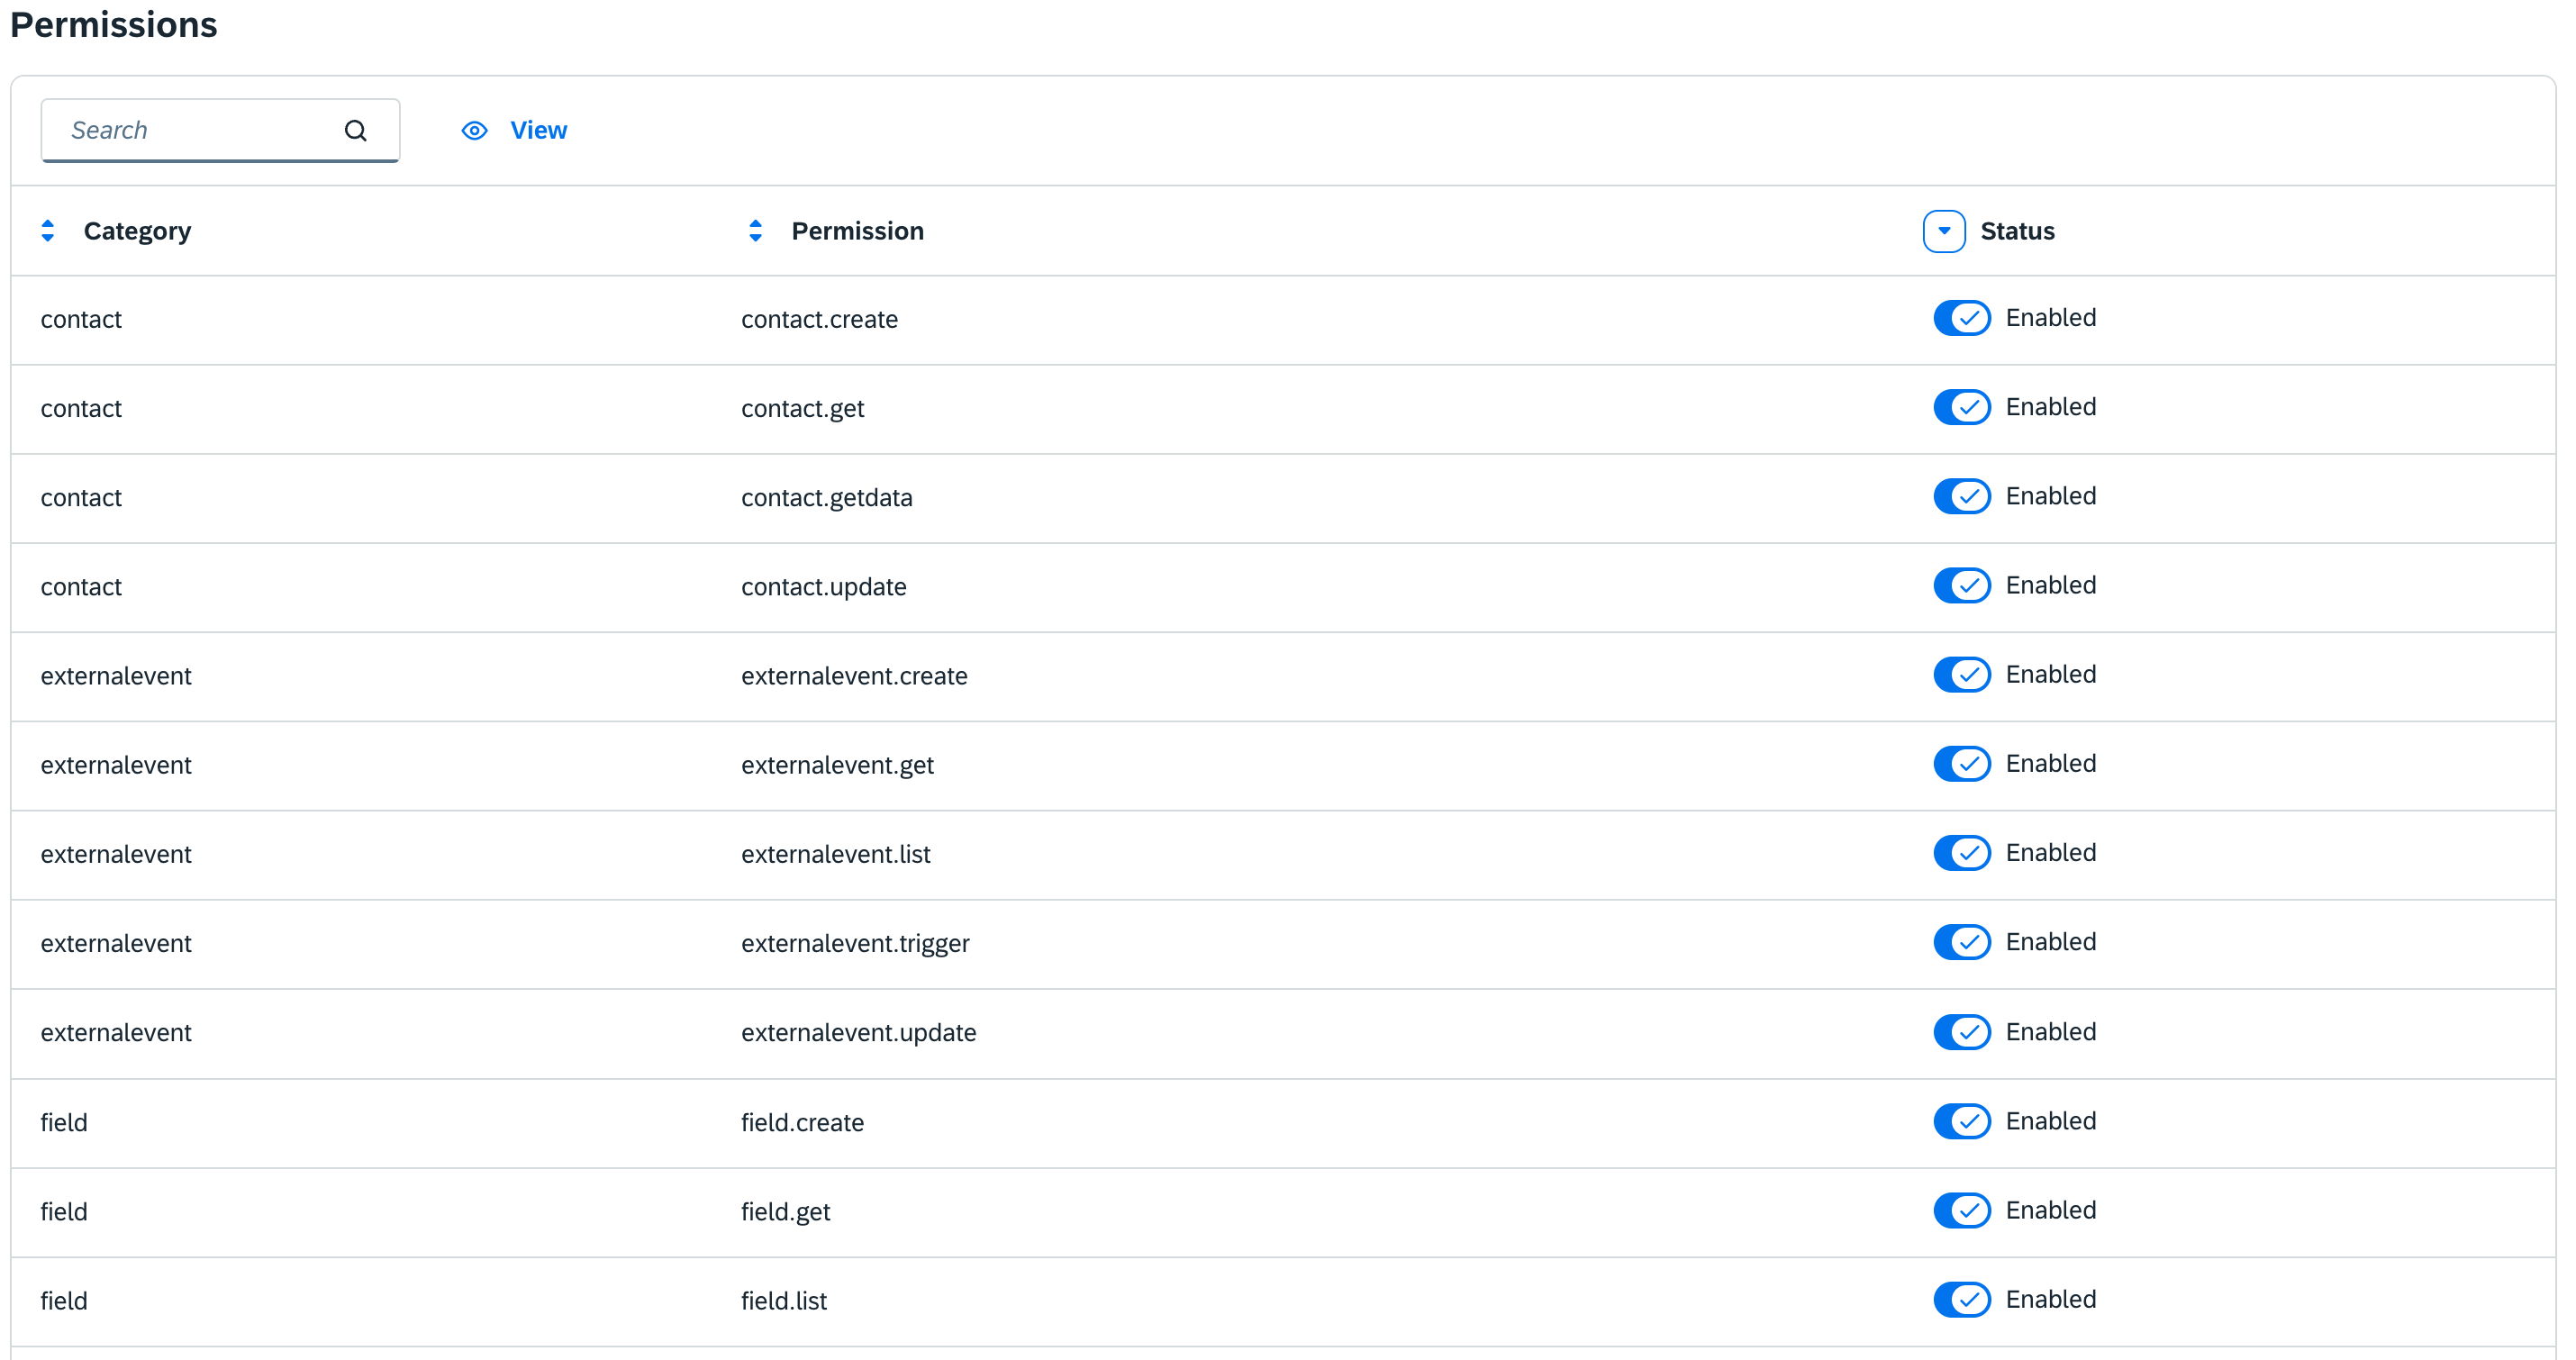 Permissions
Search View
Category Permission Status
contact contact.create Enabled
contact contact.get Enabled
contact contact.getdata Enabled
contact contact.update Enabled
externalevent externalevent.create Enabled
externalevent externalevent.get Enabled
externalevent externalevent.list Enabled
externalevent externalevent.trigger Enabled
externalevent externalevent.update Enabled
field field.create Enabled
field field.get Enabled
field field.list Enabled